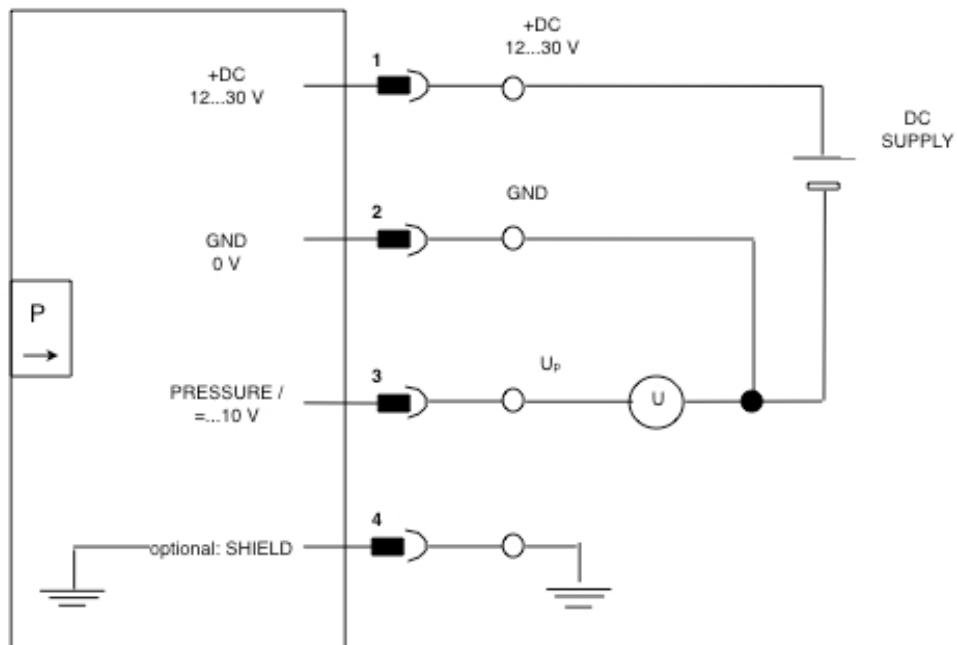 +DC
12...30 V
1
+DC
12...30 V
DC
SUPPLY
GND
0 V
2
GND
P
PRESSURE /
=...10 V
3
Uₚ
U
optional: SHIELD
4